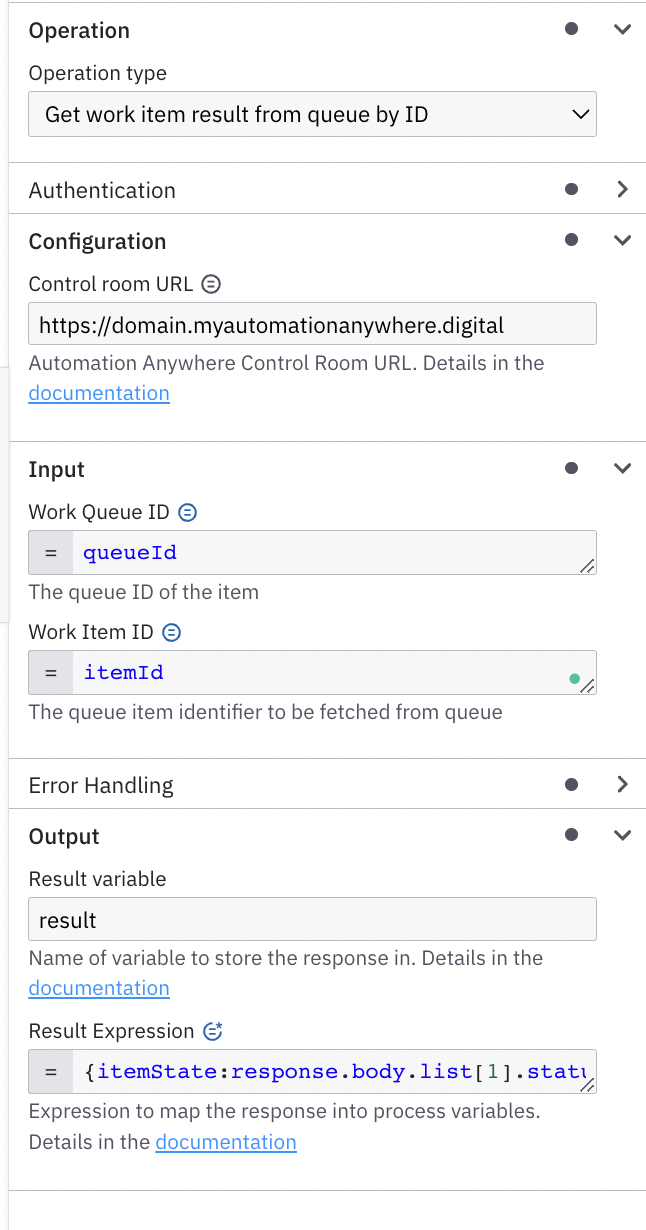 Operation
Operation type
Get work item result from queue by ID
Authentication
Configuration
Control room URL
https://domain.myautomationanywhere.digital
Automation Anywhere Control Room URL. Details in the
documentation
Input
Work Queue ID
= queueId
The queue ID of the item
Work Item ID
= itemId
The queue item identifier to be fetched from queue
Error Handling
Output
Result variable
result
Name of variable to store the response in. Details in the
documentation
Result Expression
= {itemState:response.body.list[1].statu
Expression to map the response into process variables.
Details in the documentation